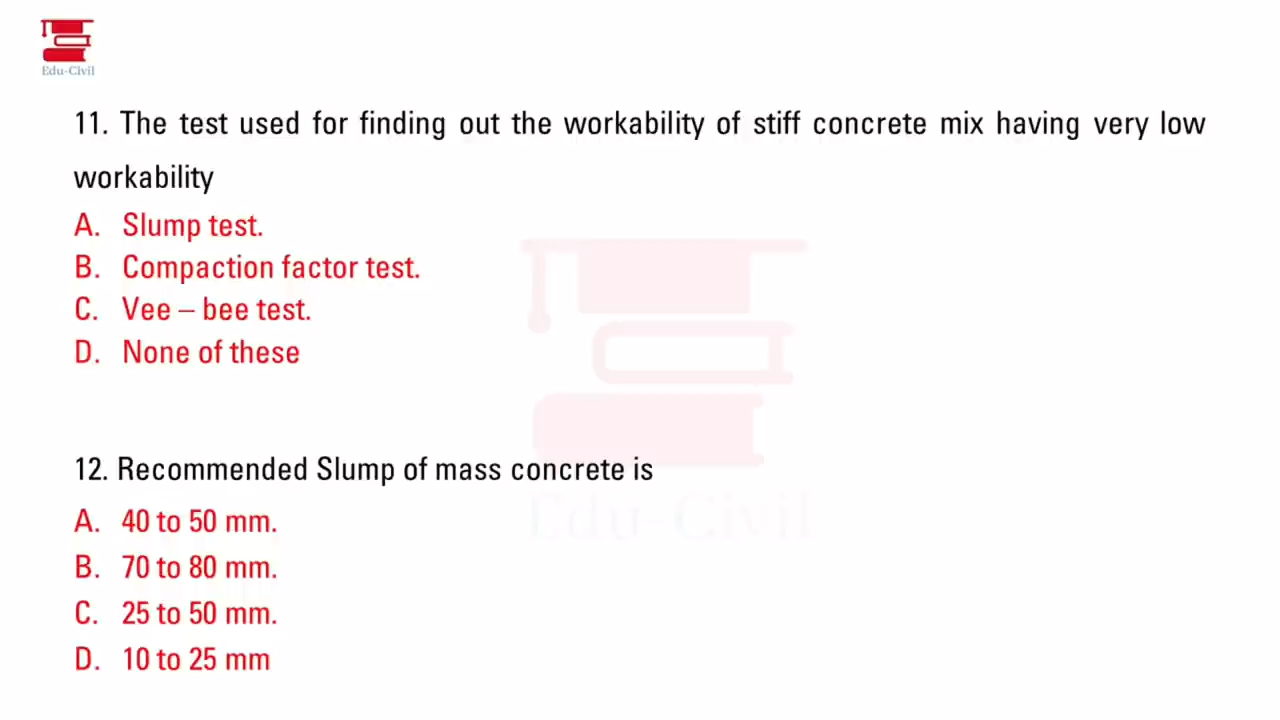 Edu-Civil
11. The test used for finding out the workability of stiff concrete mix having very low
workability
A. Slump test.
B. Compaction factor test.
C. Vee – bee test.
D. None of these
12. Recommended Slump of mass concrete is
Edu-Civil
A. 40 to 50 mm.
B. 70 to 80 mm.
C. 25 to 50 mm.
D. 10 to 25 mm